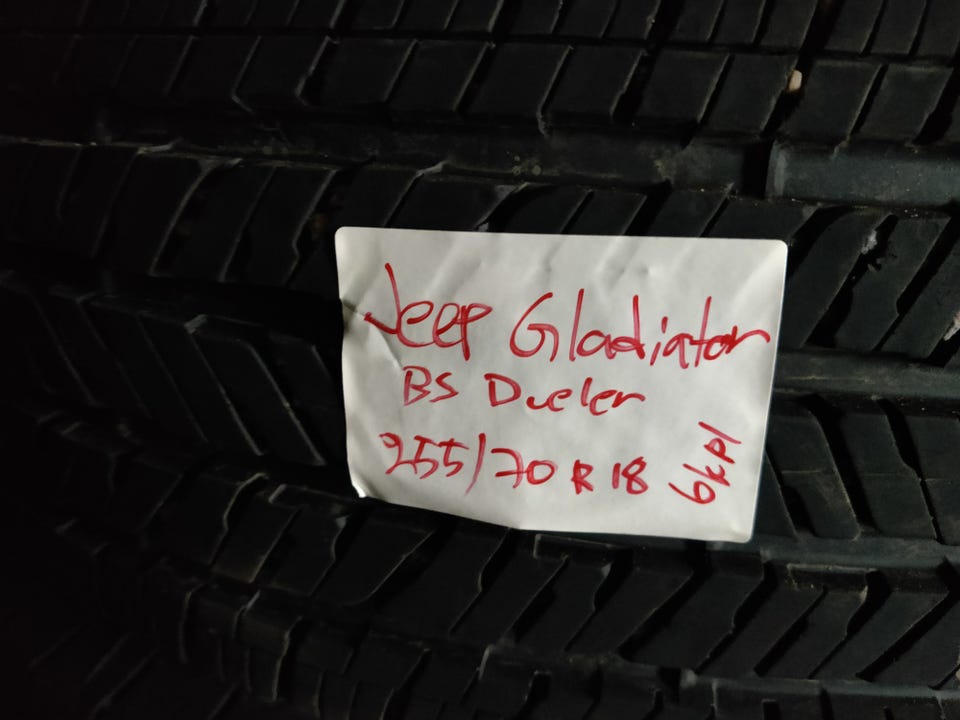 Jeep Gladiator
BS Dueler
255/70 R 18
6kpl